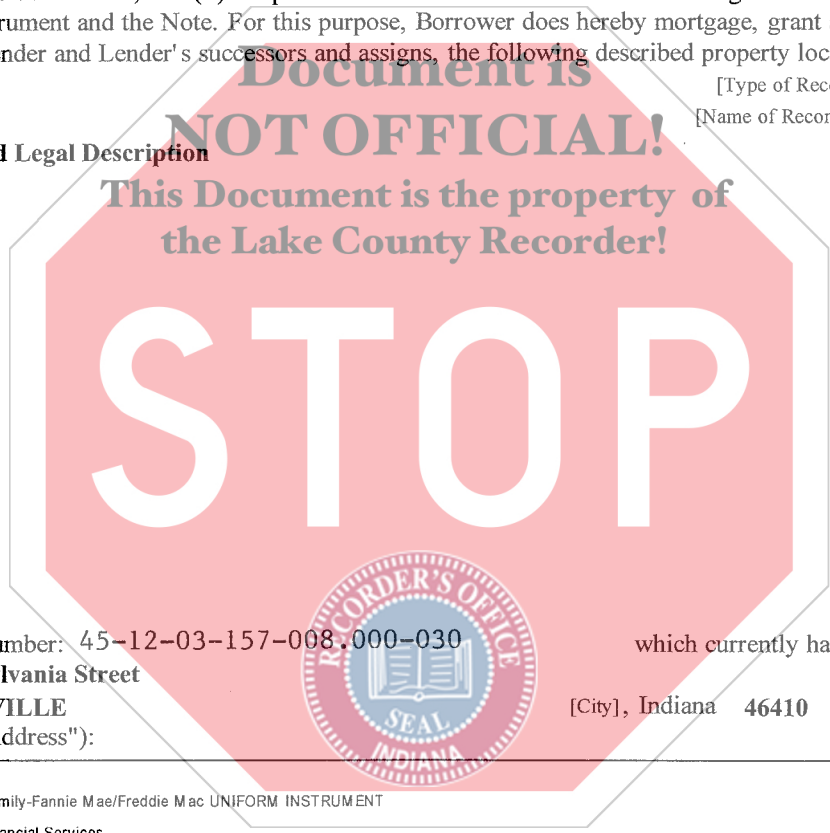 rument and the Note. For this purpose, Borrower does hereby mortgage, grant
nder and Lender's successors and assigns, the following described property loc
Document is
[Type of Reco
NOT OFFICIAL!
[Name of Recor
d Legal Description
This Document is the property of
the Lake County Recorder!
STOP
RECORDER'S OFFICE
umber: 45-12-03-157-008.000-030 which currently ha
lvania Street
VILLE [City], Indiana 46410
ddress"):
SEAL
INDIANA
mily-Fannie Mae/Freddie Mac UNIFORM INSTRUMENT
ancial Services